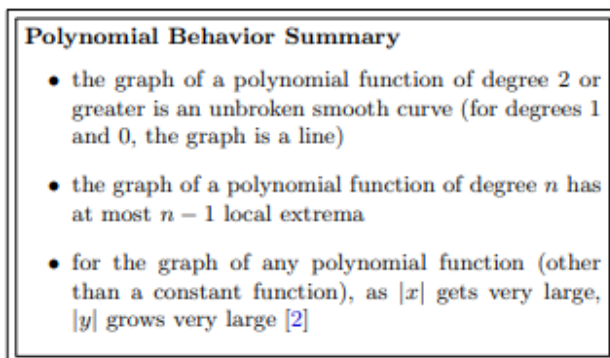 Polynomial Behavior Summary
• the graph of a polynomial function of degree 2 or
greater is an unbroken smooth curve (for degrees 1
and 0, the graph is a line)
• the graph of a polynomial function of degree n has
at most n − 1 local extrema
• for the graph of any polynomial function (other
than a constant function), as |x| gets very large,
|y| grows very large [2]